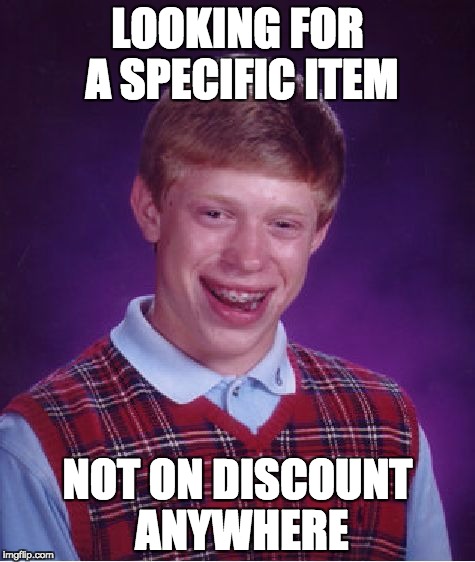 LOOKING FOR
A SPECIFIC ITEM
NOT ON DISCOUNT
ANYWHERE
imgflip.com